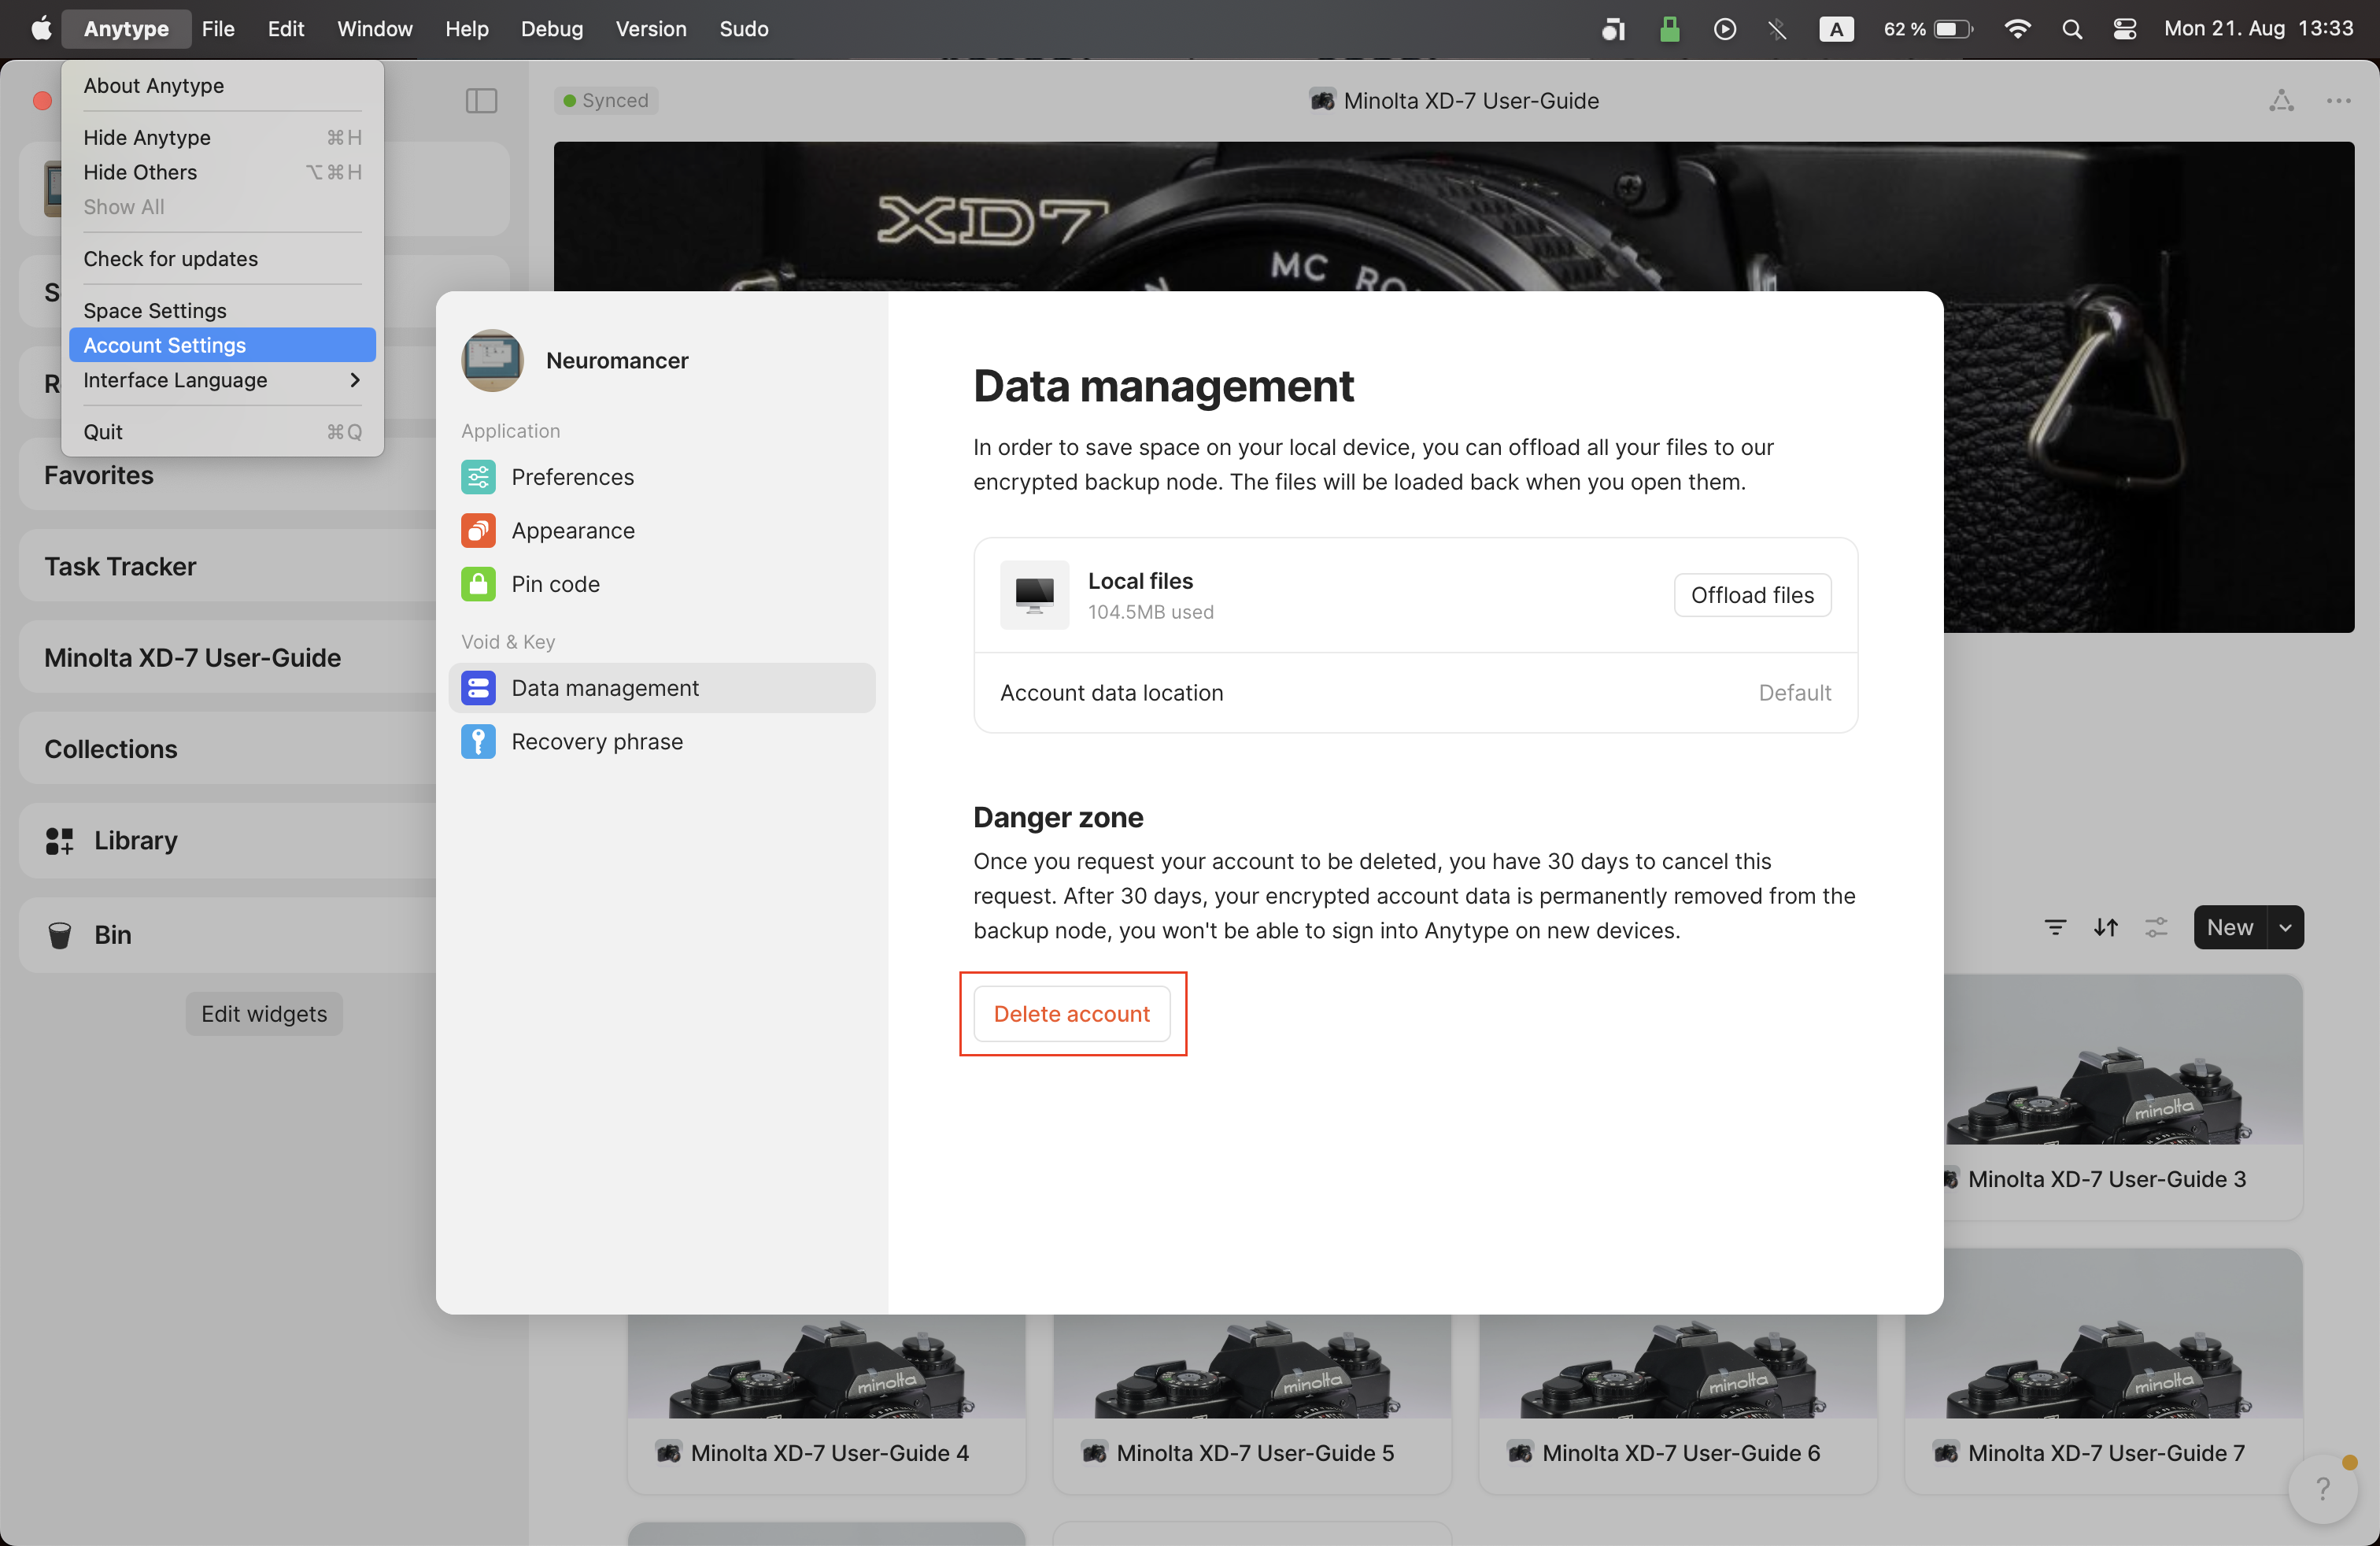 Anytype File Edit Window Help Debug Version Sudo
A 62 % Mon 21. Aug 13:33
About Anytype
Hide Anytype ⌘H
Hide Others ⌥⌘H
Show All
Check for updates
Space Settings
Account Settings
Interface Language
Quit ⌘Q
Favorites
Task Tracker
Minolta XD-7 User-Guide
Collections
Library
Bin
Edit widgets
Synced
Minolta XD-7 User-Guide
XD7
MC RO
Neuromancer
Application
Preferences
Appearance
Pin code
Void & Key
Data management
Recovery phrase
Data management
In order to save space on your local device, you can offload all your files to our
encrypted backup node. The files will be loaded back when you open them.
Local files
104.5MB used
Offload files
Account data location
Default
Danger zone
Once you request your account to be deleted, you have 30 days to cancel this
request. After 30 days, your encrypted account data is permanently removed from the
backup node, you won't be able to sign into Anytype on new devices.
Delete account
New
minolta
Minolta XD-7 User-Guide 3
minolta
minolta
minolta
minolta
Minolta XD-7 User-Guide 4
Minolta XD-7 User-Guide 5
Minolta XD-7 User-Guide 6
Minolta XD-7 User-Guide 7
?